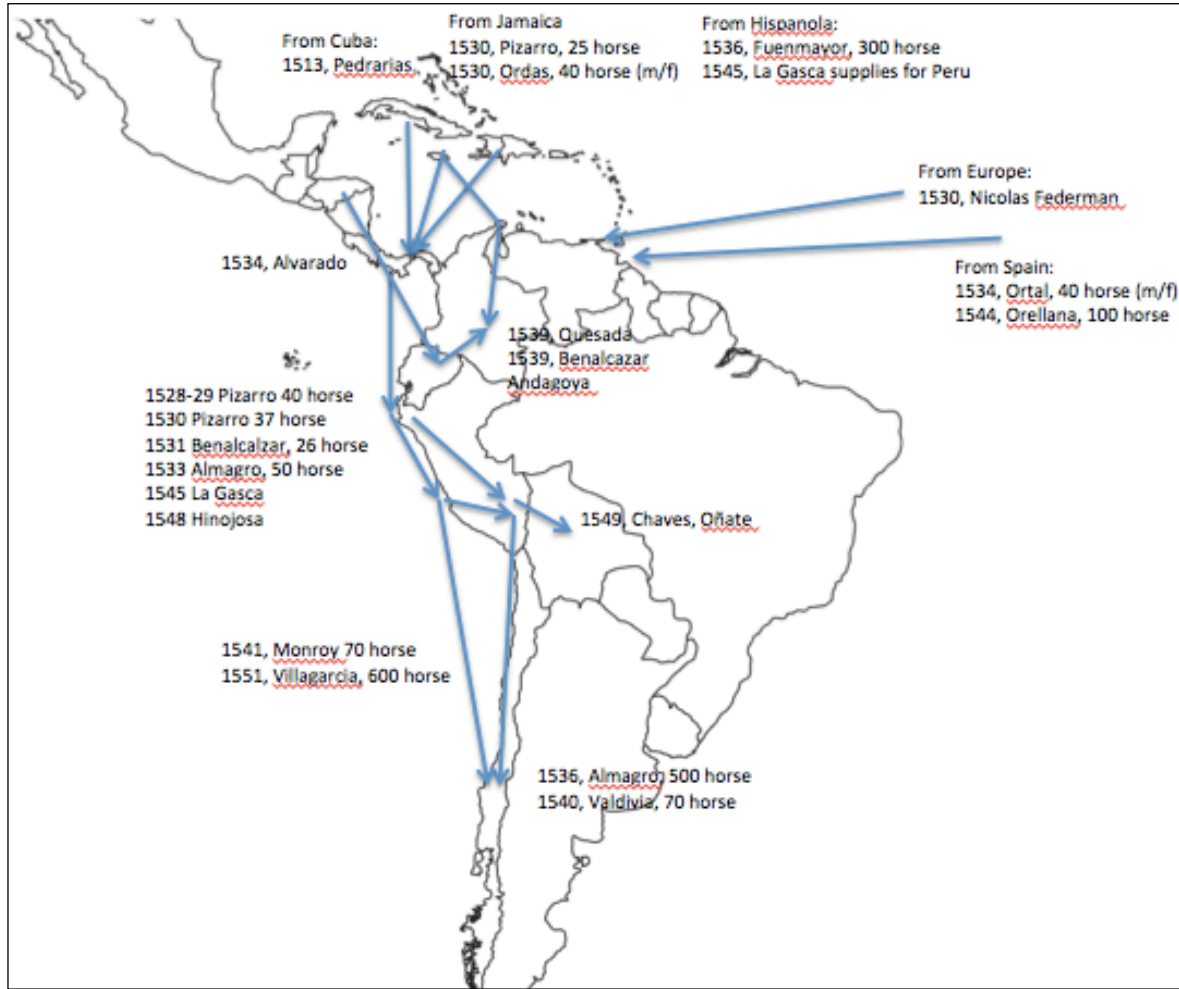 From Cuba:
1513, Pedrarias,
From Jamaica
1530, Pizarro, 25 horse
1530, Ordas, 40 horse (m/f)
From Hispanola:
1536, Fuenmayor, 300 horse
1545, La Gasca supplies for Peru
From Europe:
1530, Nicolas Federman
1534, Alvarado
From Spain:
1534, Ortal, 40 horse (m/f)
1544, Orellana, 100 horse
1539, Quesada
1539, Benalcazar
Andagoya
1528-29 Pizarro 40 horse
1530 Pizarro 37 horse
1531 Benalcalzar, 26 horse
1533 Almagro, 50 horse
1545 La Gasca
1548 Hinojosa
1549, Chaves, Oñate
1541, Monroy 70 horse
1551, Villagarcia, 600 horse
1536, Almagro, 500 horse
1540, Valdivia, 70 horse